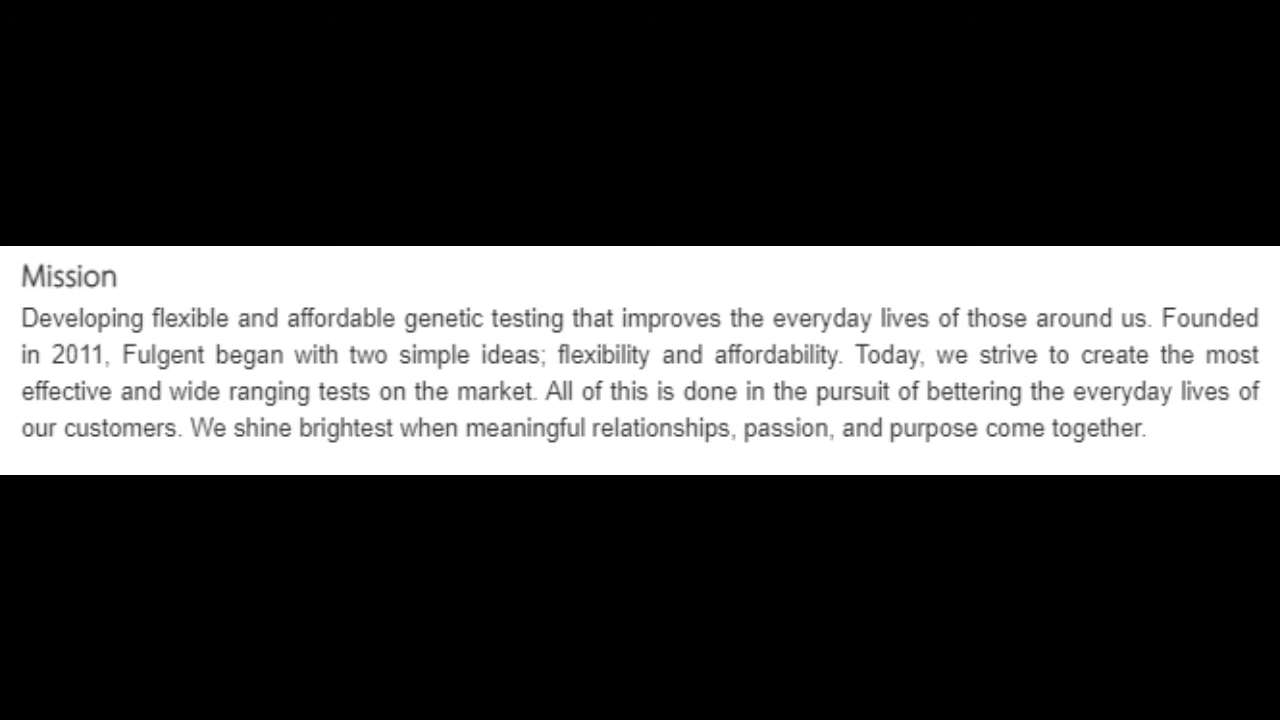 Mission
Developing flexible and affordable genetic testing that improves the everyday lives of those around us. Founded
in 2011, Fulgent began with two simple ideas; flexibility and affordability. Today, we strive to create the most
effective and wide ranging tests on the market. All of this is done in the pursuit of bettering the everyday lives of
our customers. We shine brightest when meaningful relationships, passion, and purpose come together.